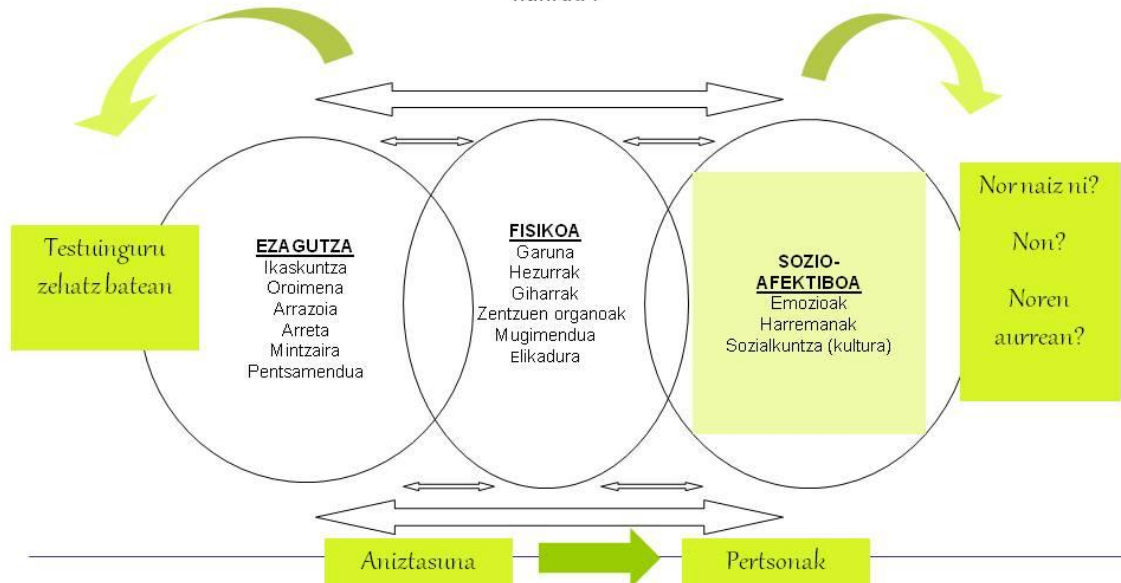 Testuinguru
zehatz batean
EZAGUTZA
Ikaskuntza
Oroimena
Arrazoia
Arreta
Mintzaira
Pentsamendua
FISIKOA
Garuna
Hezurrak
Giharrak
Zentzuen organoak
Mugimendua
Elikadura
SOZIO-
AFEKTIBOA
Emozioak
Harremanak
Sozialkuntza (kultura)
Nor naiz ni?
Non?
Noren
aurrean?
Aniztasuna
Pertsonak